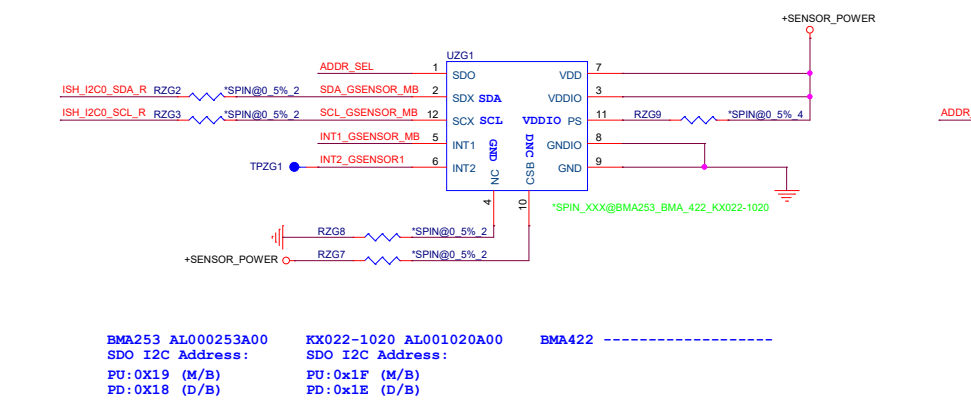 +SENSOR_POWER
UZG1
ADDR_SEL 1 SDO VDD 7
ISH_I2C0_SDA_R RZG2 *SPIN@0_5%_2 SDA_GSENSOR_MB 2 SDX SDA VDDIO 3
ISH_I2C0_SCL_R RZG3 *SPIN@0_5%_2 SCL_GSENSOR_MB 12 SCX SCL VDDIO PS 11 RZG9 *SPIN@0_5%_4 ADDR_
INT1_GSENSOR_MB 5 INT1 GNDIO 8
TPZG1 INT2_GSENSOR1 6 INT2 GND 9
GND NC DNC CSB
4 10
*SPIN_XXX@BMA253_BMA_422_KX022-1020
RZG8 *SPIN@0_5%_2
+SENSOR_POWER RZG7 *SPIN@0_5%_2
BMA253 AL000253A00 KX022-1020 AL001020A00 BMA422 -------------------
SDO I2C Address: SDO I2C Address:
PU:0X19 (M/B) PU:0x1F (M/B)
PD:0X18 (D/B) PD:0x1E (D/B)